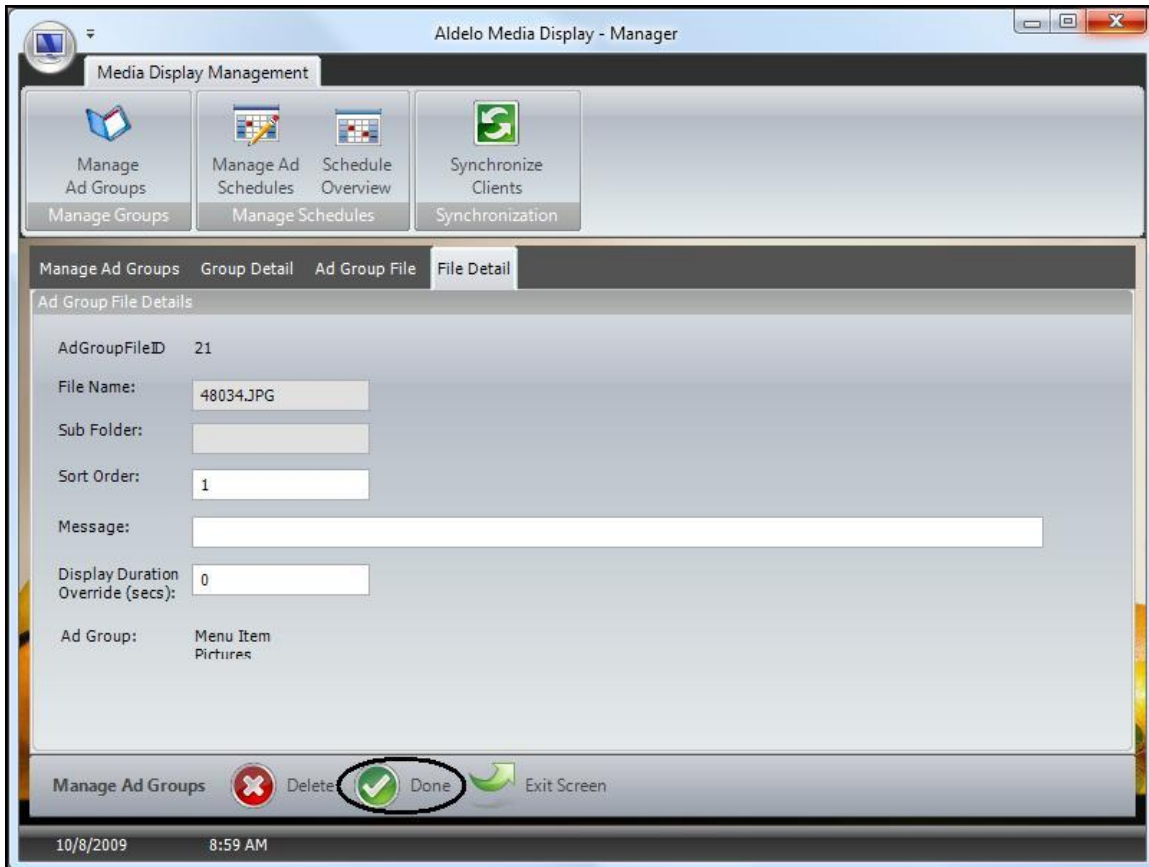 Aldelo Media Display - Manager
Media Display Management
Manage
Ad Groups
Manage Ad
Schedules
Schedule
Overview
Synchronize
Clients
Manage Groups
Manage Schedules
Synchronization
Manage Ad Groups Group Detail Ad Group File File Detail
Ad Group File Details
AdGroupFileID 21
File Name: 48034.JPG
Sub Folder:
Sort Order: 1
Message:
Display Duration
Override (secs): 0
Ad Group: Menu Item
Pictures
Manage Ad Groups Delete Done Exit Screen
10/8/2009 8:59 AM